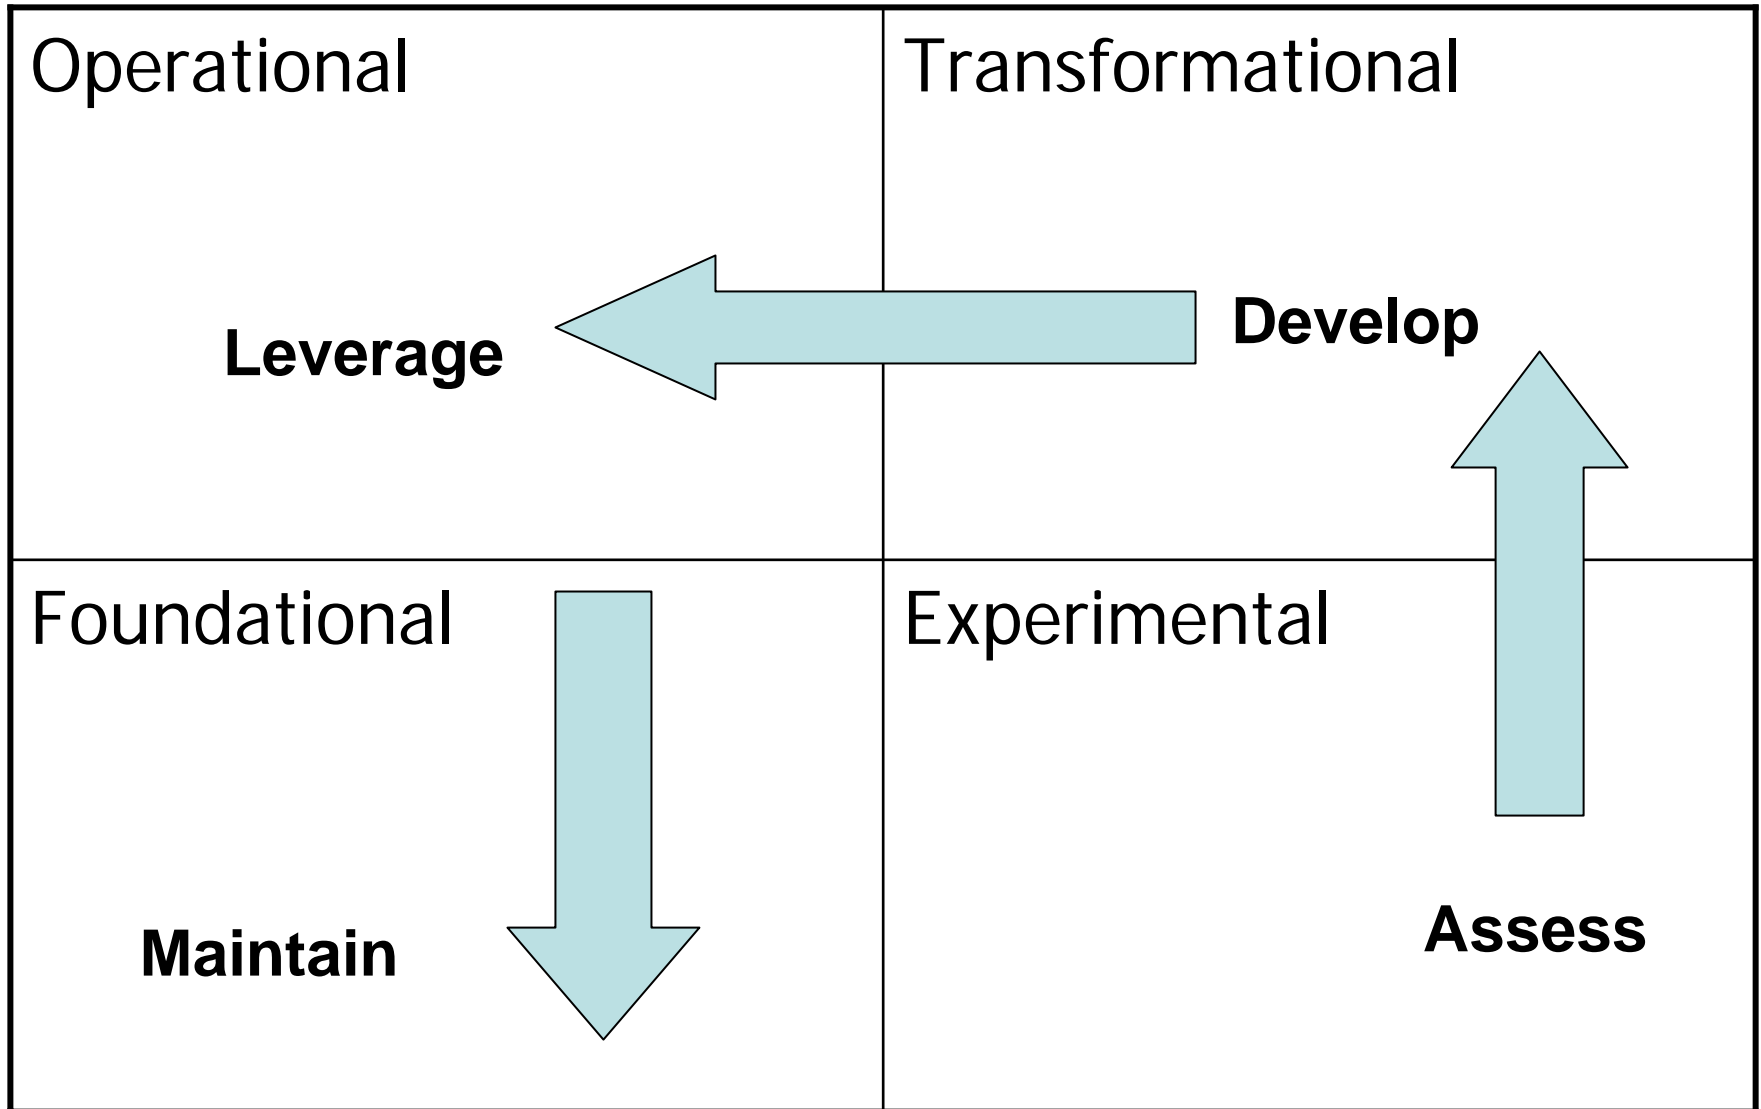 Operational
Transformational
Leverage
Develop
Foundational
Experimental
Maintain
Assess